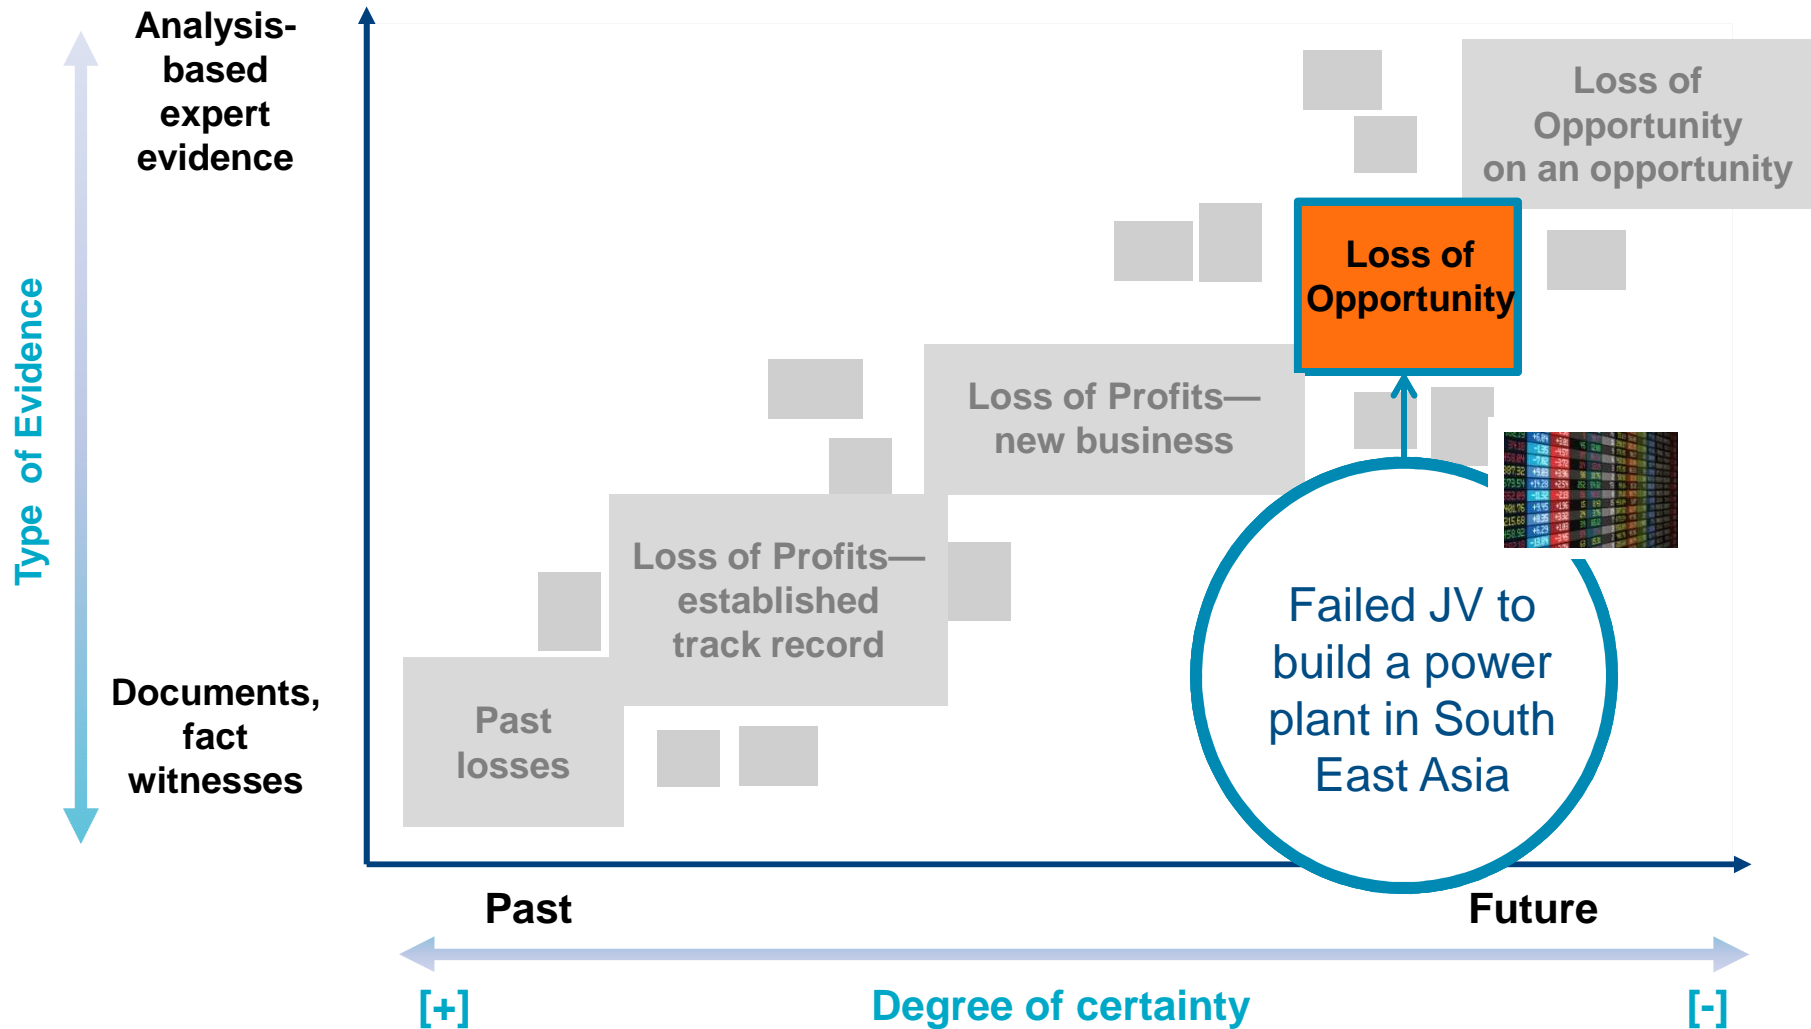 Analysis-
based
expert
evidence
Loss of
Opportunity
on an opportunity
Loss of
Opportunity
Type of Evidence
Loss of Profits—
new business
Loss of Profits—
established
track record
Failed JV to
build a power
plant in South
East Asia
Documents,
fact
witnesses
Past
losses
Past
Future
[+]
Degree of certainty
[-]